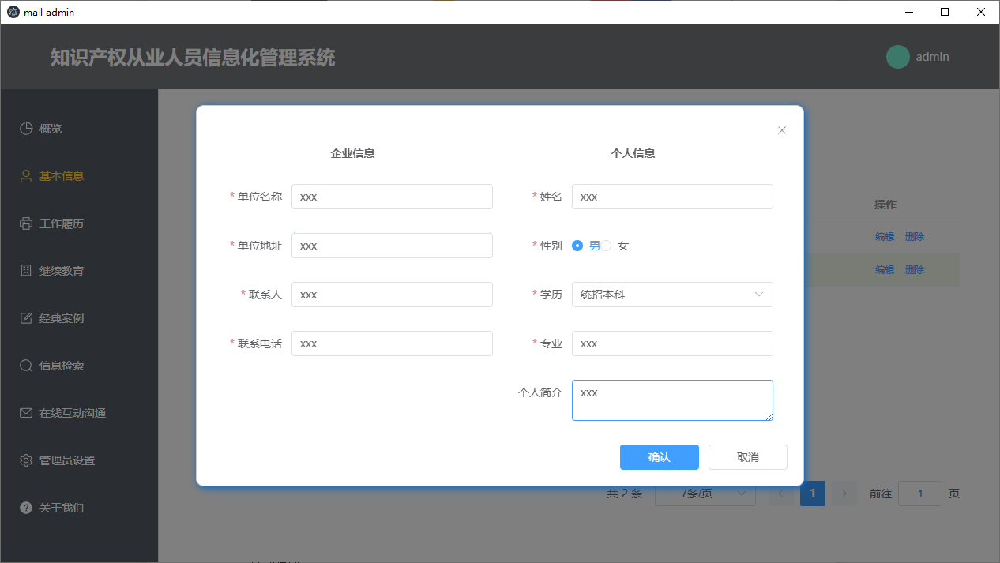 mall admin
知识产权从业人员信息化管理系统
admin
概览
基本信息
工作履历
继续教育
经典案例
信息检索
在线互动沟通
管理员设置
关于我们
企业信息
个人信息
* 单位名称 xxx
* 姓名 xxx
* 单位地址 xxx
* 性别 男 女
* 联系人 xxx
* 学历 统招本科
* 联系电话 xxx
* 专业 xxx
个人简介 xxx
确认 取消
操作
编辑 删除
编辑 删除
共 2 条 7条/页 1 前往 1 页